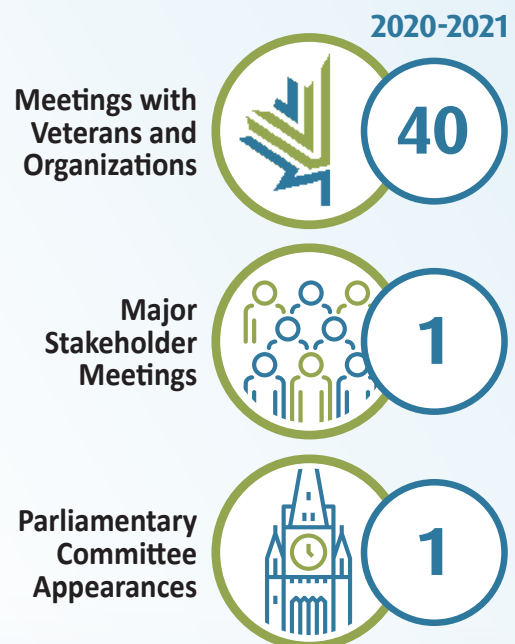 2020-2021
Meetings with
Veterans and
Organizations
40
Major
Stakeholder
Meetings
1
Parliamentary
Committee
Appearances
1